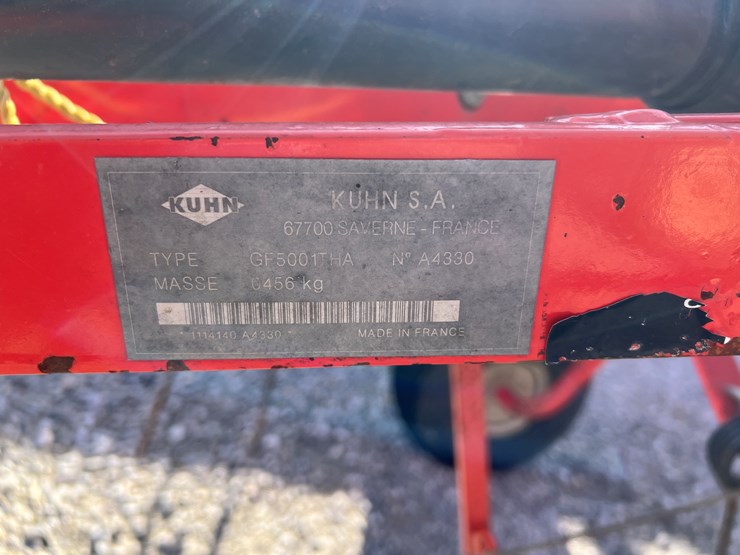 KUHN
KUHN S.A.
67700 SAVERNE - FRANCE
TYPE GF5001THA N° A4330
MASSE 0456 kg
1114140 A4330
MADE IN FRANCE